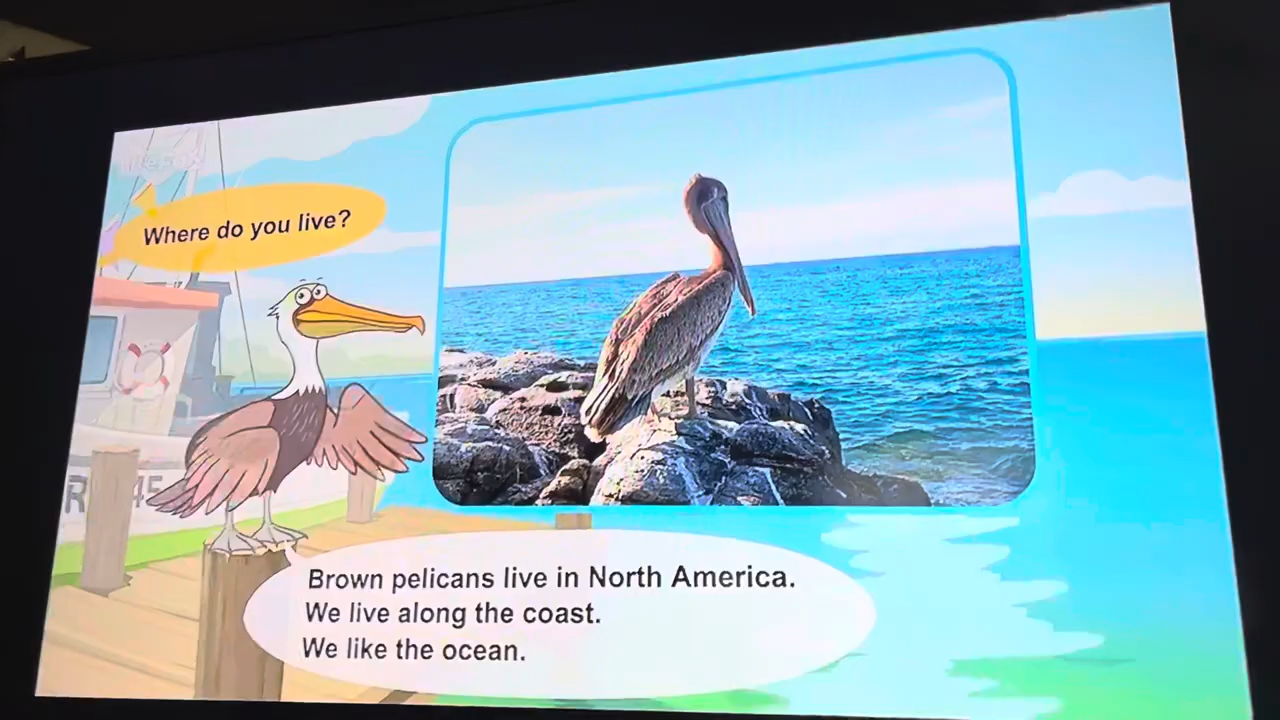 Where do you live?
Brown pelicans live in North America.
We live along the coast.
We like the ocean.